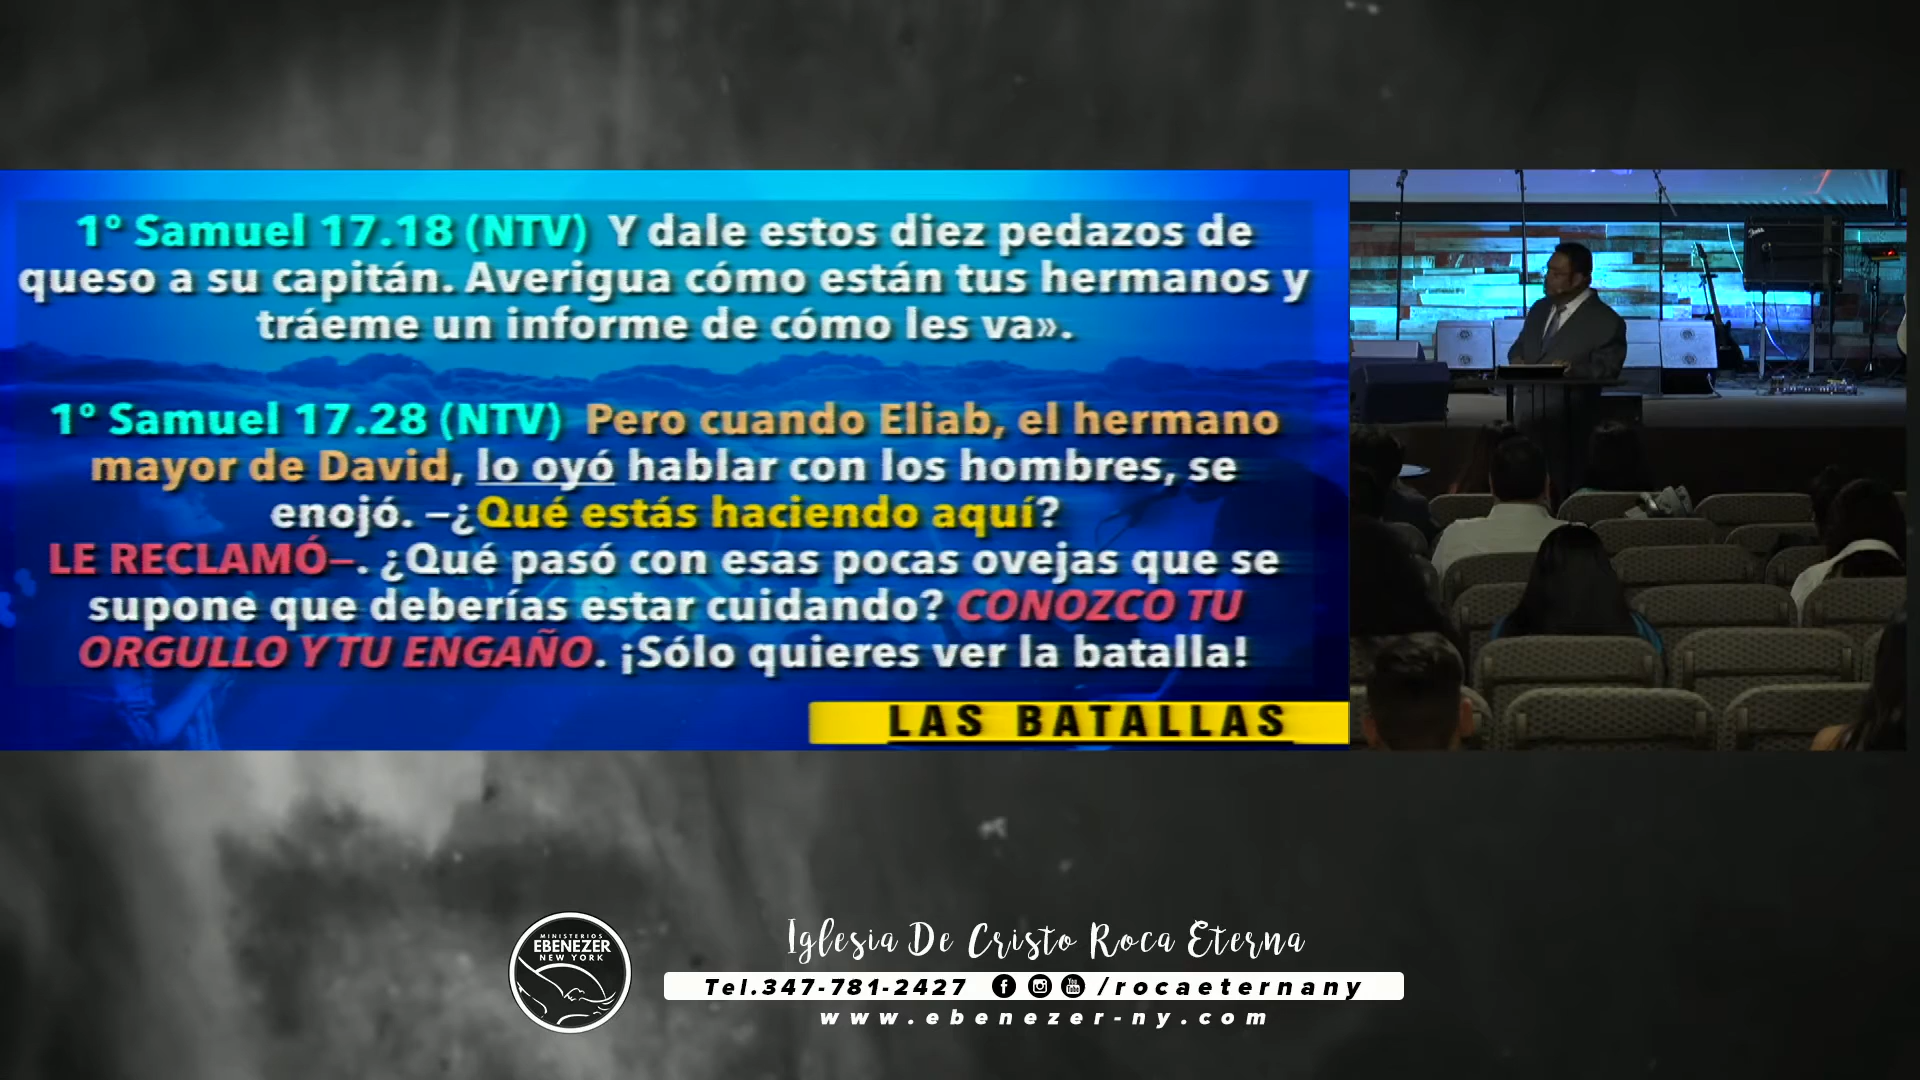 1º Samuel 17.18 (NTV) Y dale estos diez pedazos de
queso a su capitán. Averigua cómo están tus hermanos y
tráeme un informe de cómo les va».
1º Samuel 17.28 (NTV) Pero cuando Eliab, el hermano
mayor de David, lo oyó hablar con los hombres, se
enojó. –¿Qué estás haciendo aquí?
LE RECLAMÓ–. ¿Qué pasó con esas pocas ovejas que se
supone que deberías estar cuidando? CONOZCO TU
ORGULLO Y TU ENGAÑO. ¡Sólo quieres ver la batalla!
LAS BATALLAS
MINISTERIOS
EBENEZER
NEW YORK
Iglesia De Cristo Roca Eterna
Tel.347-781-2427 /rocaeternany
www.ebenezer-ny.com